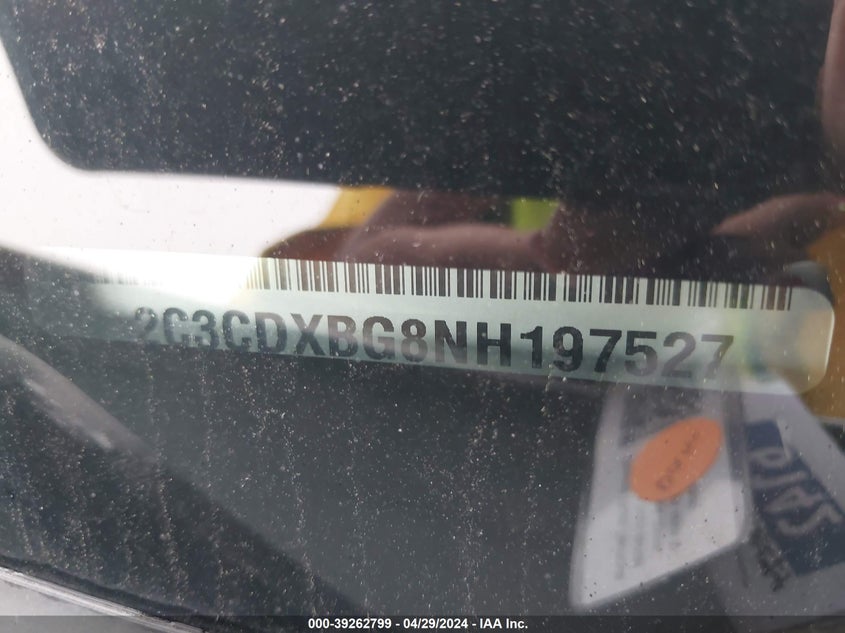 2C3CDXBG8NH197527
000-39262799 - 04/29/2024 - IAA Inc.